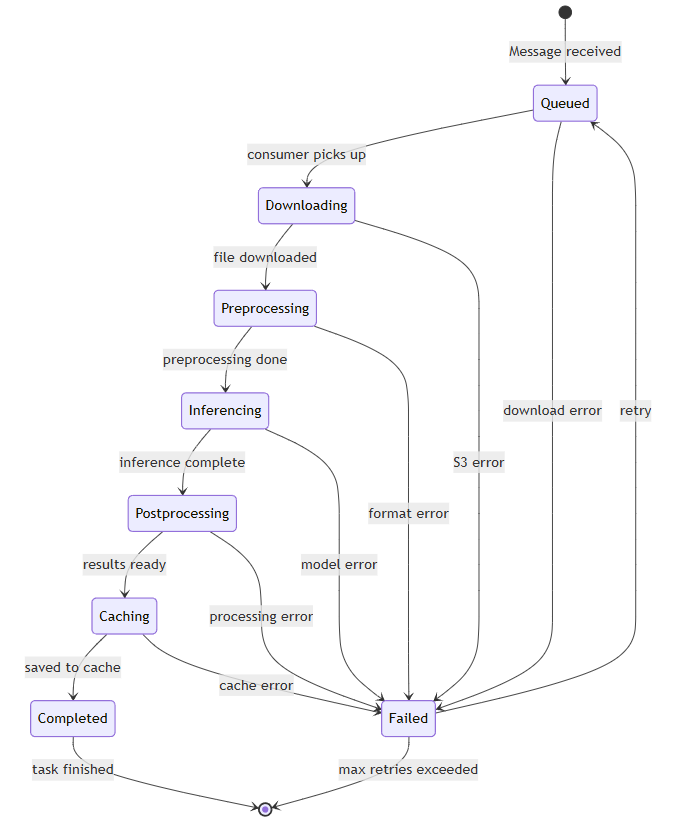 Message received
Queued
consumer picks up
Downloading
file downloaded
Preprocessing
preprocessing done
Inferencing
download error
retry
inference complete
S3 error
Postprocessing
format error
results ready
model error
Caching
processing error
saved to cache
cache error
Completed
Failed
task finished
max retries exceeded